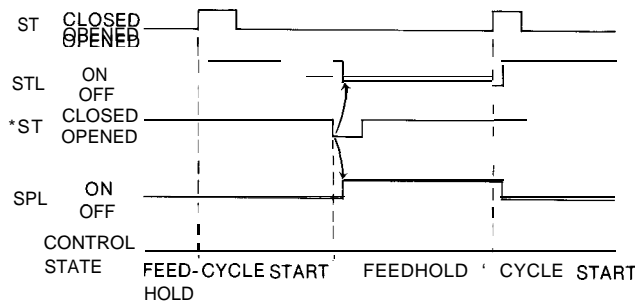 ST CLOSED
OPENED
OPENED
STL ON
OFF
*ST CLOSED
OPENED
SPL ON
OFF
CONTROL
STATE FEED- CYCLE START FEEDHOLD ' CYCLE START
HOLD